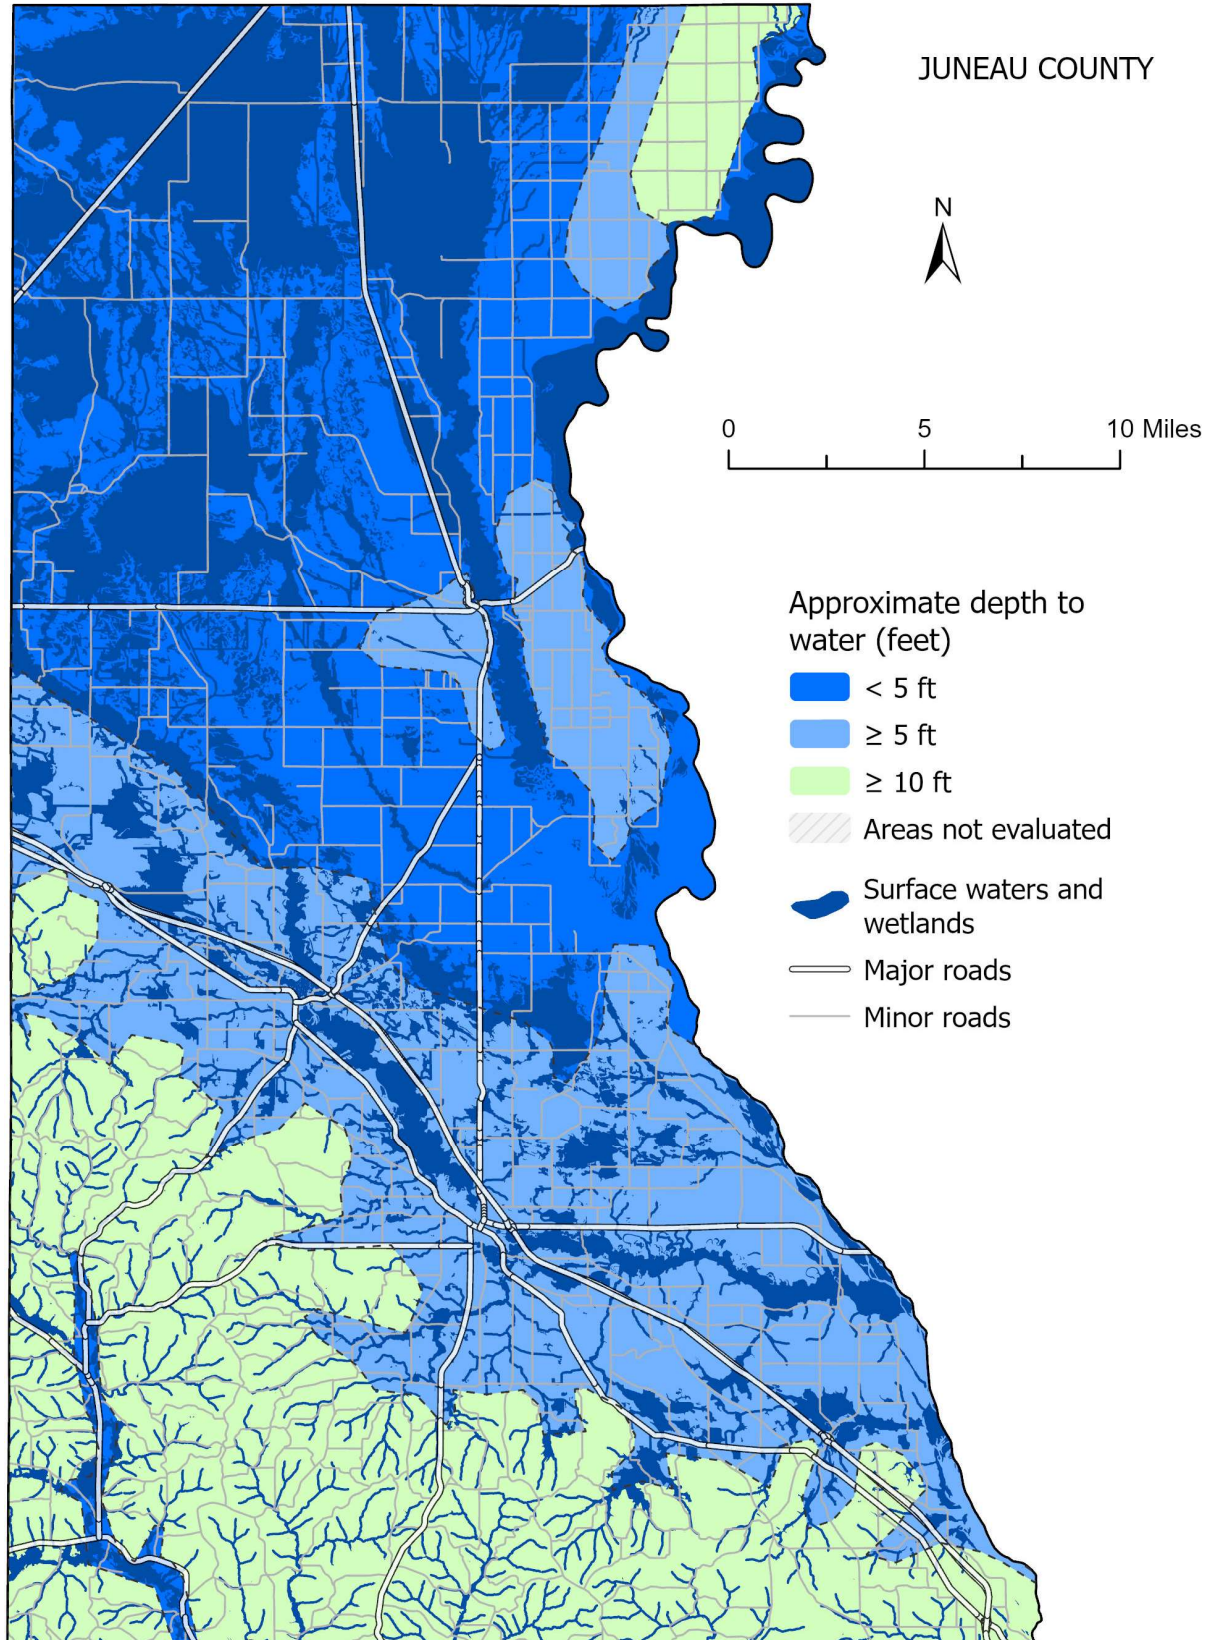 JUNEAU COUNTY
N
0 5 10 Miles
Approximate depth to
water (feet)
< 5 ft
≥ 5 ft
≥ 10 ft
Areas not evaluated
Surface waters and
wetlands
Major roads
Minor roads